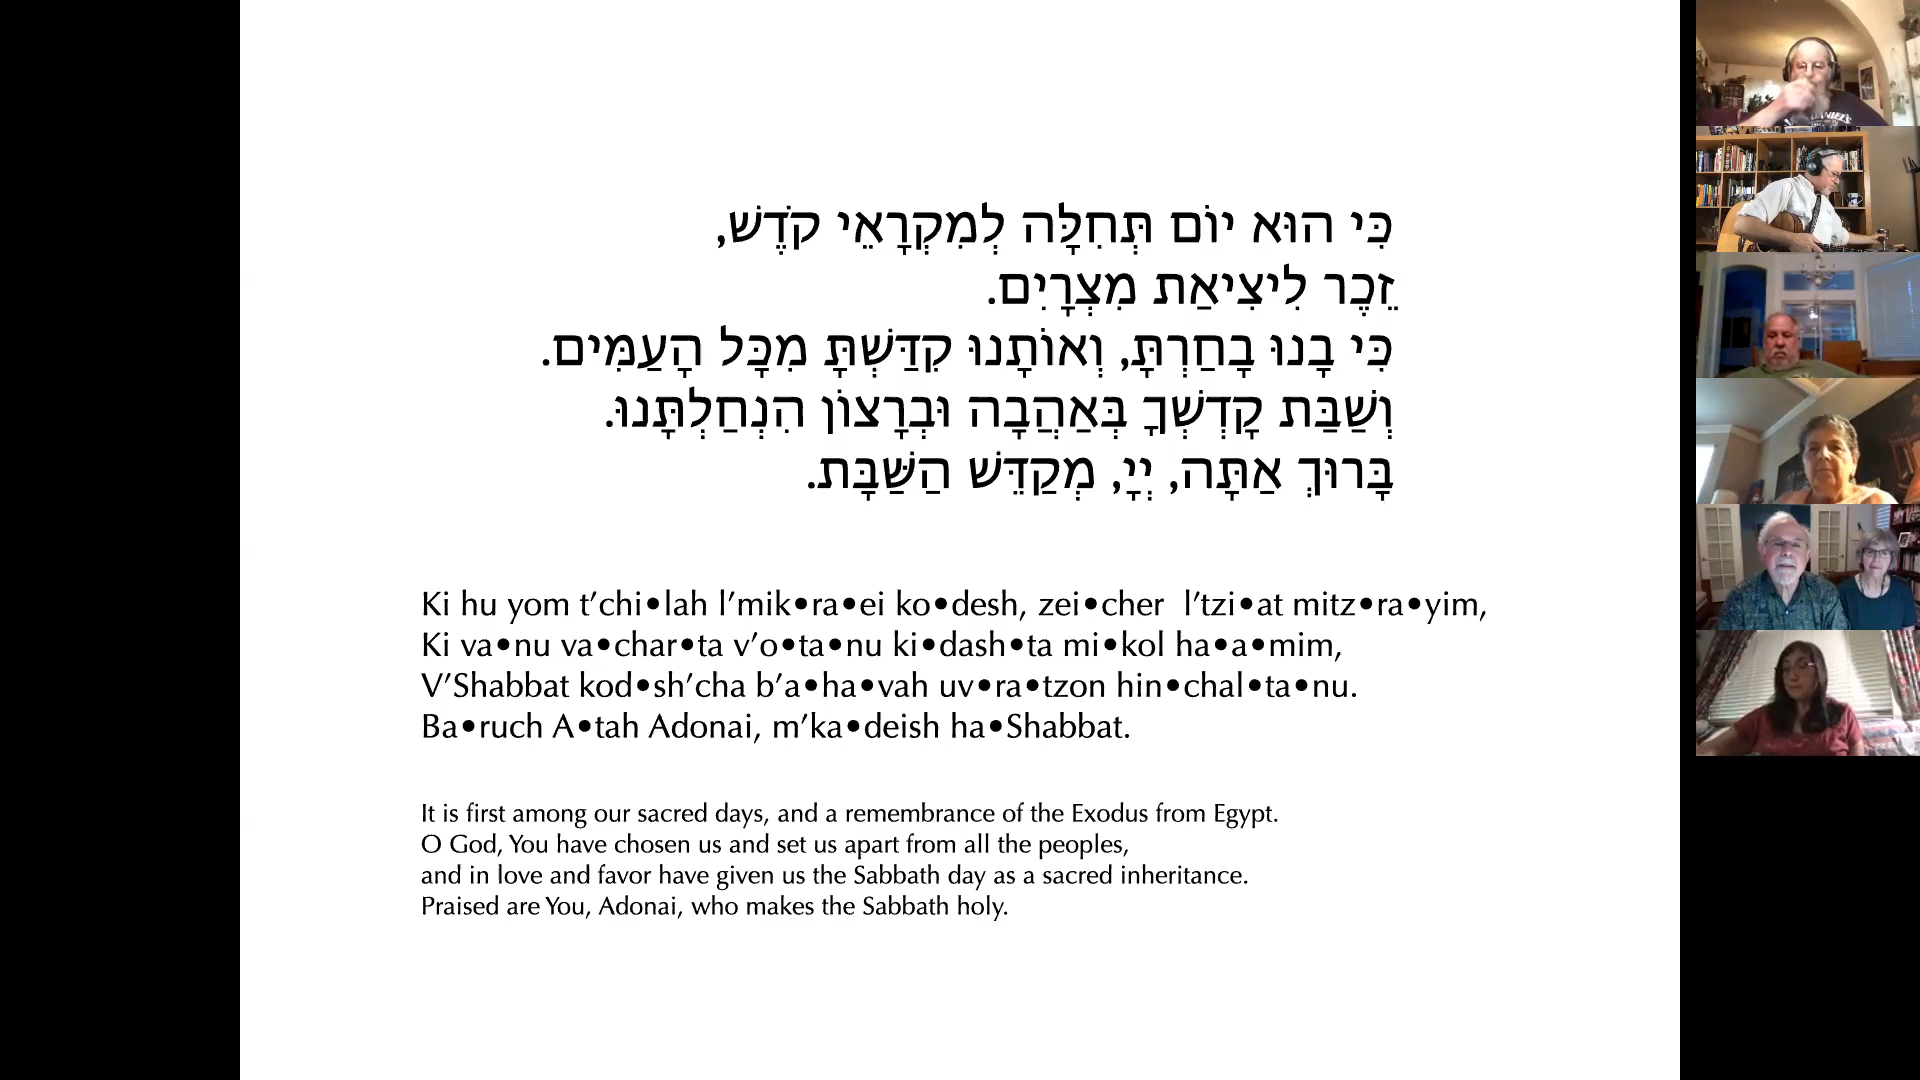 כִּי הוּא יוֹם תְּחִלָּה לְמִקְרָאֵי קֹדֶשׁ,
זֵכֶר לִיצִיאַת מִצְרָיִם.
כִּי בָנוּ בָחַרְתָּ, וְאוֹתָנוּ קִדַּשְׁתָּ מִכָּל הָעַמִּים.
וְשַׁבַּת קָדְשְׁךָ בְּאַהֲבָה וּבְרָצוֹן הִנְחַלְתָּנוּ.
בָּרוּךְ אַתָּה, יְיָ, מְקַדֵּשׁ הַשַּׁבָּת.
Ki hu yom t’chi•lah l’mik•ra•ei ko•desh, zei•cher l’tzi•at mitz•ra•yim,
Ki va•nu va•char•ta v’o•ta•nu ki•dash•ta mi•kol ha•a•mim,
V’Shabbat kod•sh’cha b’a•ha•vah uv•ra•tzon hin•chal•ta•nu.
Ba•ruch A•tah Adonai, m’ka•deish ha•Shabbat.
It is first among our sacred days, and a remembrance of the Exodus from Egypt.
O God, You have chosen us and set us apart from all the peoples,
and in love and favor have given us the Sabbath day as a sacred inheritance.
Praised are You, Adonai, who makes the Sabbath holy.